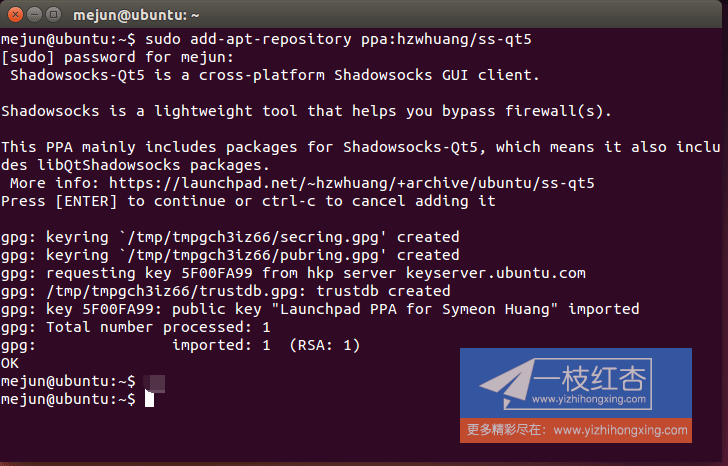 mejun@ubuntu: ~
mejun@ubuntu:~$ sudo add-apt-repository ppa:hzwhuang/ss-qt5
[sudo] password for mejun:
 Shadowsocks-Qt5 is a cross-platform Shadowsocks GUI client.
Shadowsocks is a lightweight tool that helps you bypass firewall(s).
This PPA mainly includes packages for Shadowsocks-Qt5, which means it also inclu
des libQtShadowsocks packages.
 More info: https://launchpad.net/~hzwhuang/+archive/ubuntu/ss-qt5
Press [ENTER] to continue or ctrl-c to cancel adding it
gpg: keyring `/tmp/tmpgch3iz66/secring.gpg' created
gpg: keyring `/tmp/tmpgch3iz66/pubring.gpg' created
gpg: requesting key 5F00FA99 from hkp server keyserver.ubuntu.com
gpg: /tmp/tmpgch3iz66/trustdb.gpg: trustdb created
gpg: key 5F00FA99: public key "Launchpad PPA for Symeon Huang" imported
gpg: Total number processed: 1
gpg:               imported: 1  (RSA: 1)
OK
mejun@ubuntu:~$
mejun@ubuntu:~$
一枝红杏
www.yizhihongxing.com
更多精彩尽在：www.yizhihongxing.com